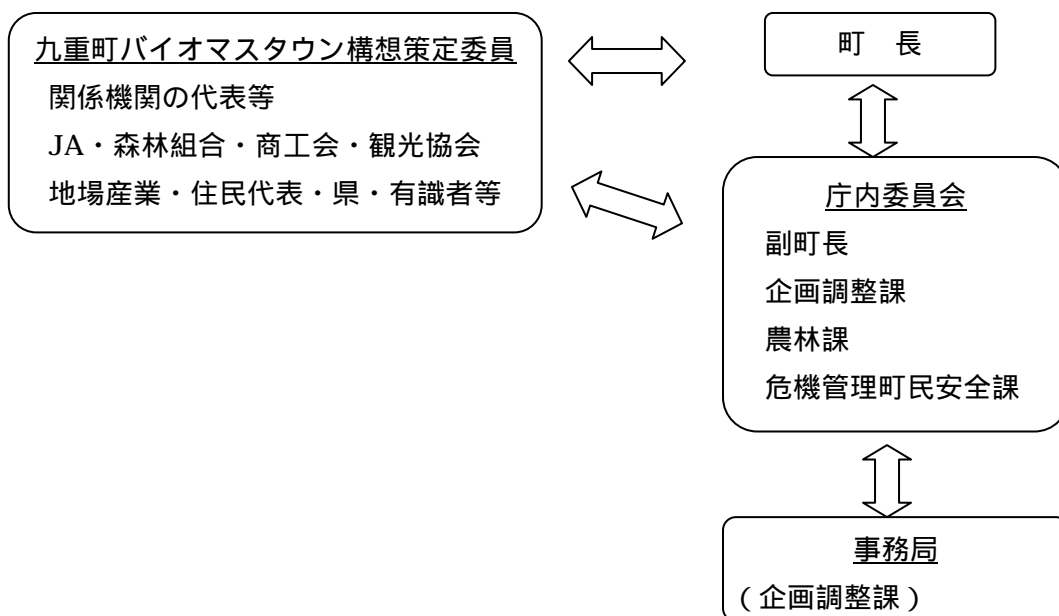 九重町バイオマスタウン構想策定委員
関係機関の代表等
JA・森林組合・商工会・観光協会
地場産業・住民代表・県・有識者等
町　長
庁内委員会
副町長
企画調整課
農林課
危機管理町民安全課
事務局
（企画調整課）